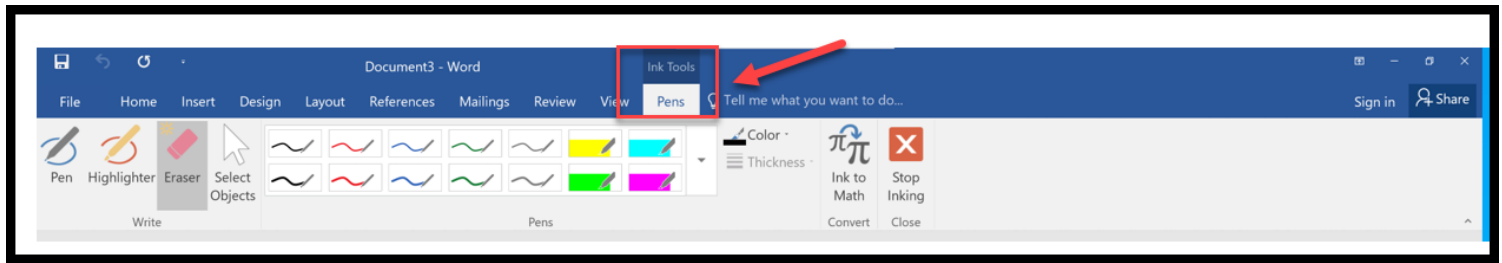 Document3 - Word
Ink Tools
File Home Insert Design Layout References Mailings Review View Pens Tell me what you want to do... Sign in Share
Pen Highlighter Eraser Select Objects
Color
Thickness
Ink to Math
Stop Inking
Write Pens Convert Close